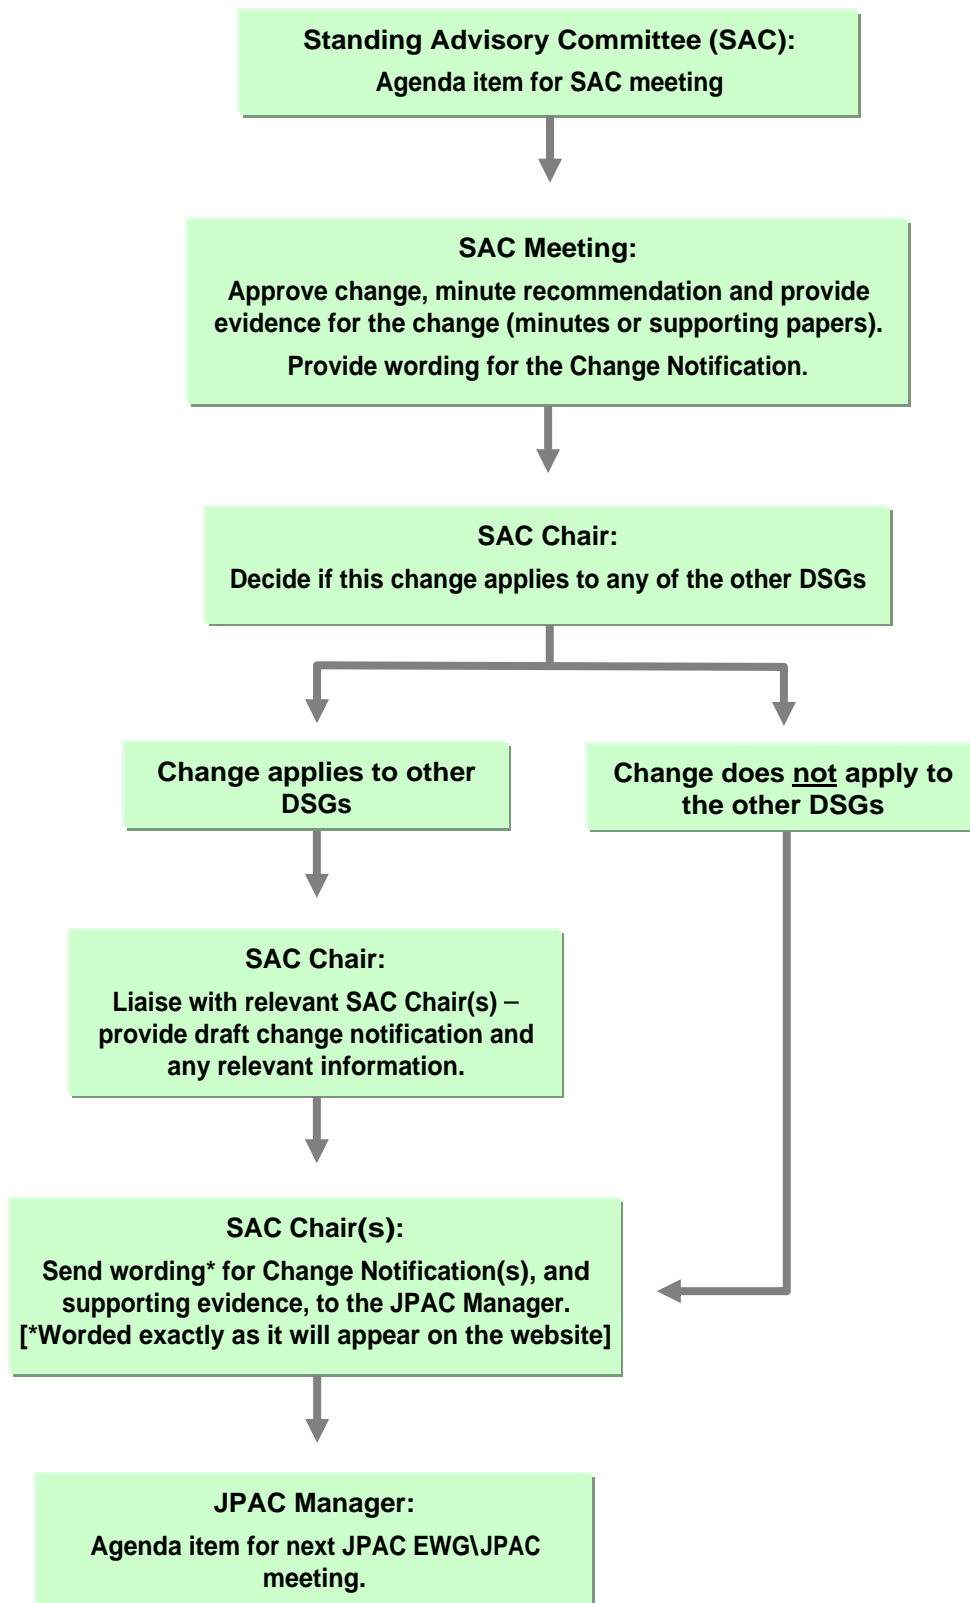 Standing Advisory Committee (SAC):
Agenda item for SAC meeting
SAC Meeting:
Approve change, minute recommendation and provide
evidence for the change (minutes or supporting papers).
Provide wording for the Change Notification.
SAC Chair:
Decide if this change applies to any of the other DSGs
Change applies to other
DSGs
Change does not apply to
the other DSGs
SAC Chair:
Liaise with relevant SAC Chair(s) –
provide draft change notification and
any relevant information.
SAC Chair(s):
Send wording* for Change Notification(s), and
supporting evidence, to the JPAC Manager.
[*Worded exactly as it will appear on the website]
JPAC Manager:
Agenda item for next JPAC EWG\JPAC
meeting.